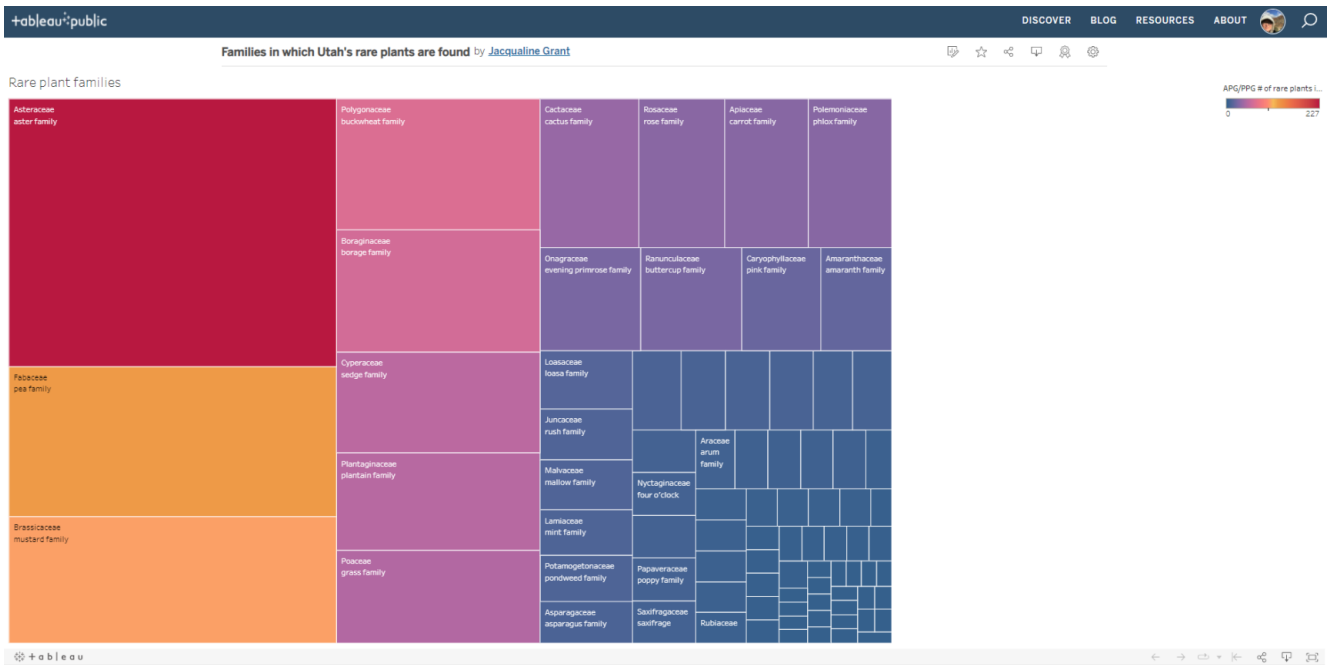 +ableau public
DISCOVER BLOG RESOURCES ABOUT
Families in which Utah's rare plants are found by Jacqualine Grant
Rare plant families
APG/PPG # of rare plants i...
0 227
Asteraceae
aster family
Fabaceae
pea family
Brassicaceae
mustard family
Polygonaceae
buckwheat family
Boraginaceae
borage family
Cyperaceae
sedge family
Plantaginaceae
plantain family
Poaceae
grass family
Cactaceae
cactus family
Rosaceae
rose family
Apiaceae
carrot family
Polemoniaceae
phlox family
Onagraceae
evening primrose family
Ranunculaceae
buttercup family
Caryophyllaceae
pink family
Amaranthaceae
amaranth family
Loasaceae
loasa family
Juncaceae
rush family
Malvaceae
mallow family
Lamiaceae
mint family
Potamogetonaceae
pondweed family
Asparagaceae
asparagus family
Araceae
arum
family
Nyctaginaceae
four o'clock
Papaveraceae
poppy family
Saxifragaceae
saxifrage
Rubiaceae
+ableau